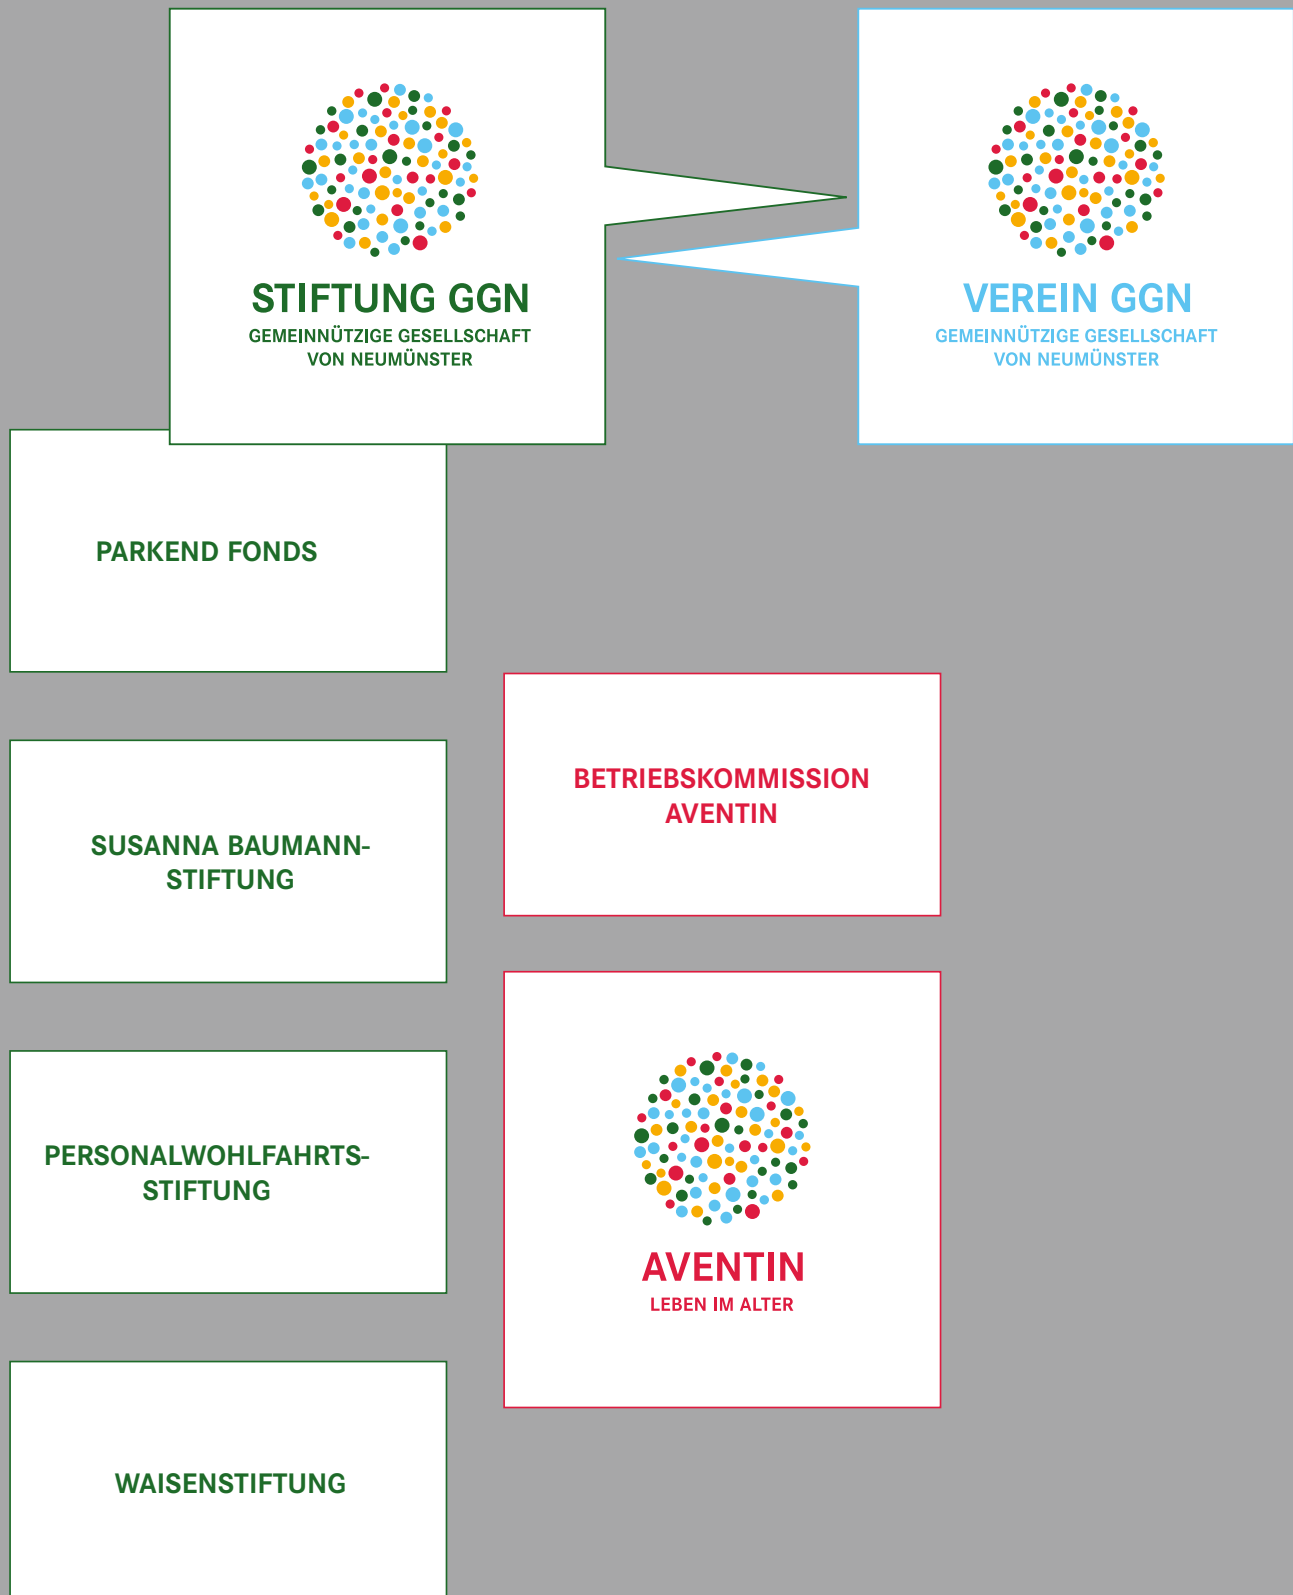 STIFTUNG GGN
GEMEINNÜTZIGE GESELLSCHAFT
VON NEUMÜNSTER
VEREIN GGN
GEMEINNÜTZIGE GESELLSCHAFT
VON NEUMÜNSTER
PARKEND FONDS
SUSANNA BAUMANN-
STIFTUNG
PERSONALWOHLFAHRTS-
STIFTUNG
WAISENSTIFTUNG
BETRIEBSKOMMISSION
AVENTIN
AVENTIN
LEBEN IM ALTER